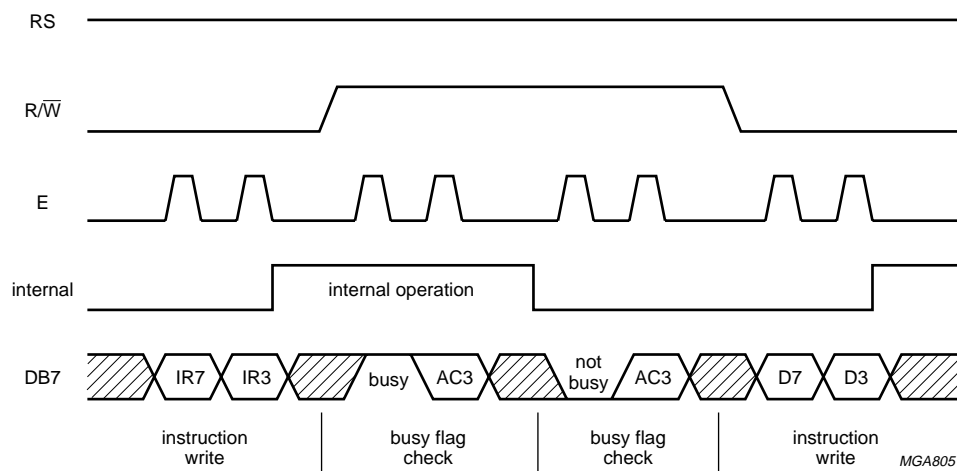 RS
R/W̅
E
internal
internal operation
DB7
IR7 IR3 busy AC3 not busy AC3 D7 D3
instruction write
busy flag check
busy flag check
instruction write
MGA805